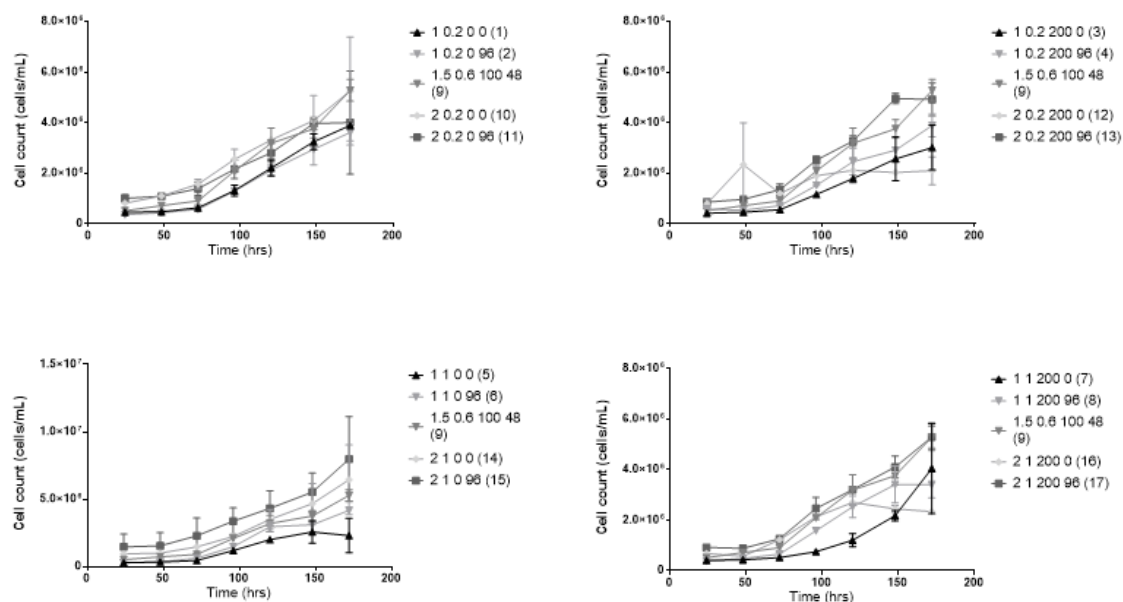 8.0×10⁶
6.0×10⁶
4.0×10⁶
2.0×10⁶
0
0 50 100 150 200
Cell count (cells/mL)
Time (hrs)
1 0.2 0 0 (1)
1 0.2 0 96 (2)
1.5 0.6 100 48
(9)
2 0.2 0 0 (10)
2 0.2 0 96 (11)
8.0×10⁶
6.0×10⁶
4.0×10⁶
2.0×10⁶
0
0 50 100 150 200
Cell count (cells/mL)
Time (hrs)
1 0.2 200 0 (3)
1 0.2 200 96 (4)
1.5 0.6 100 48
(9)
2 0.2 200 0 (12)
2 0.2 200 96 (13)
1.5×10⁷
1.0×10⁷
5.0×10⁶
0
0 50 100 150 200
Cell count (cells/mL)
Time (hrs)
1 1 0 0 (5)
1 1 0 96 (6)
1.5 0.6 100 48
(9)
2 1 0 0 (14)
2 1 0 96 (15)
8.0×10⁶
6.0×10⁶
4.0×10⁶
2.0×10⁶
0
0 50 100 150 200
Cell count (cells/mL)
Time (hrs)
1 1 200 0 (7)
1 1 200 96 (8)
1.5 0.6 100 48
(9)
2 1 200 0 (16)
2 1 200 96 (17)